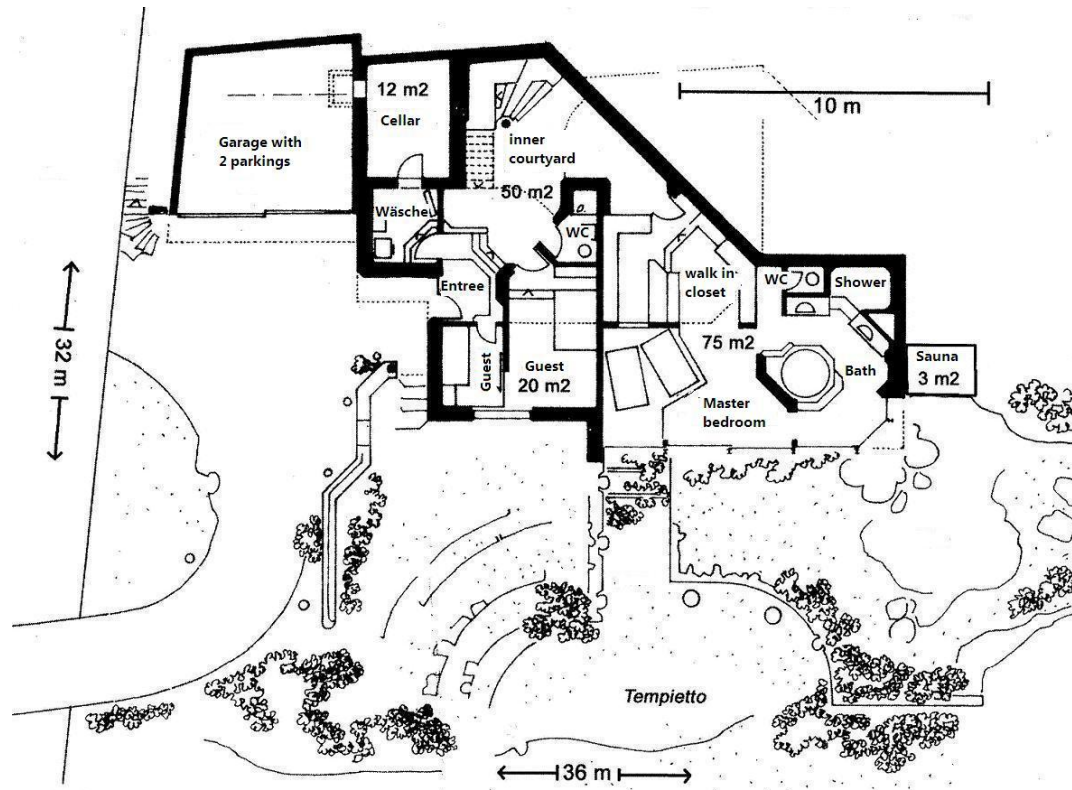 12 m2
Cellar
10 m
Garage with
2 parkings
inner
courtyard
50 m2
Wäsche
WC
walk in
closet
WC
Shower
Entree
75 m2
Guest
Guest
20 m2
Bath
Sauna
3 m2
Master
bedroom
32 m
Tempietto
36 m